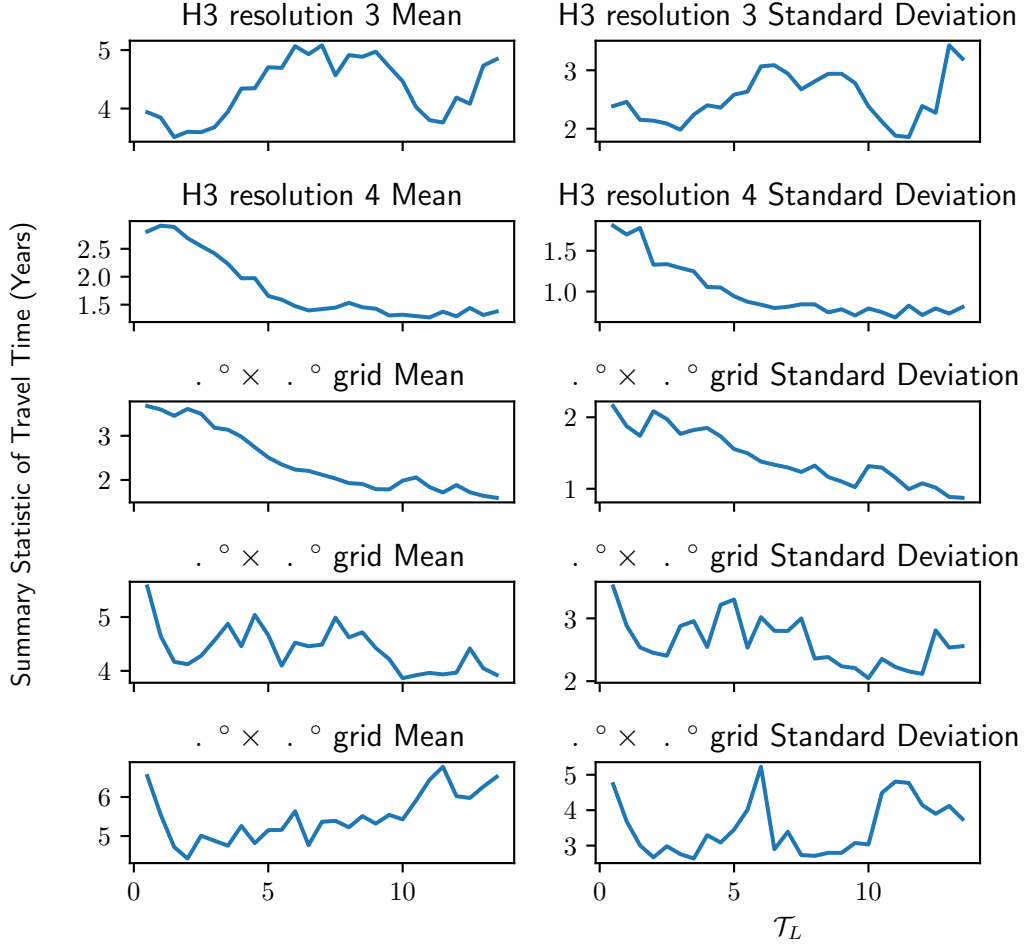 H3 resolution 3 Mean
H3 resolution 3 Standard Deviation
5
4
3
2
H3 resolution 4 Mean
H3 resolution 4 Standard Deviation
2.5
2.0
1.5
1.5
1.0
. ° × . ° grid Mean
. ° × . ° grid Standard Deviation
3
2
2
1
. ° × . ° grid Mean
. ° × . ° grid Standard Deviation
5
4
3
2
. ° × . ° grid Mean
. ° × . ° grid Standard Deviation
6
5
5
4
3
0 5 10
0 5 10
𝒯_L
Summary Statistic of Travel Time (Years)